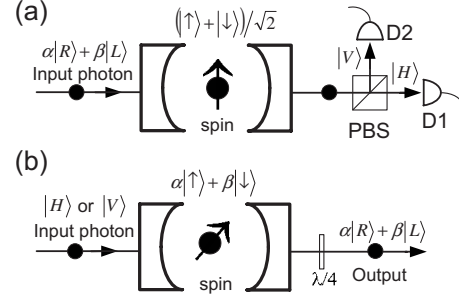 (a)
(|↑⟩+|↓⟩)/√2
D2
α|R⟩+β|L⟩
Input photon
|V⟩
|H⟩
spin
PBS
D1
(b)
α|↑⟩+β|↓⟩
|H⟩ or |V⟩
Input photon
α|R⟩+β|L⟩
spin
λ/4
Output